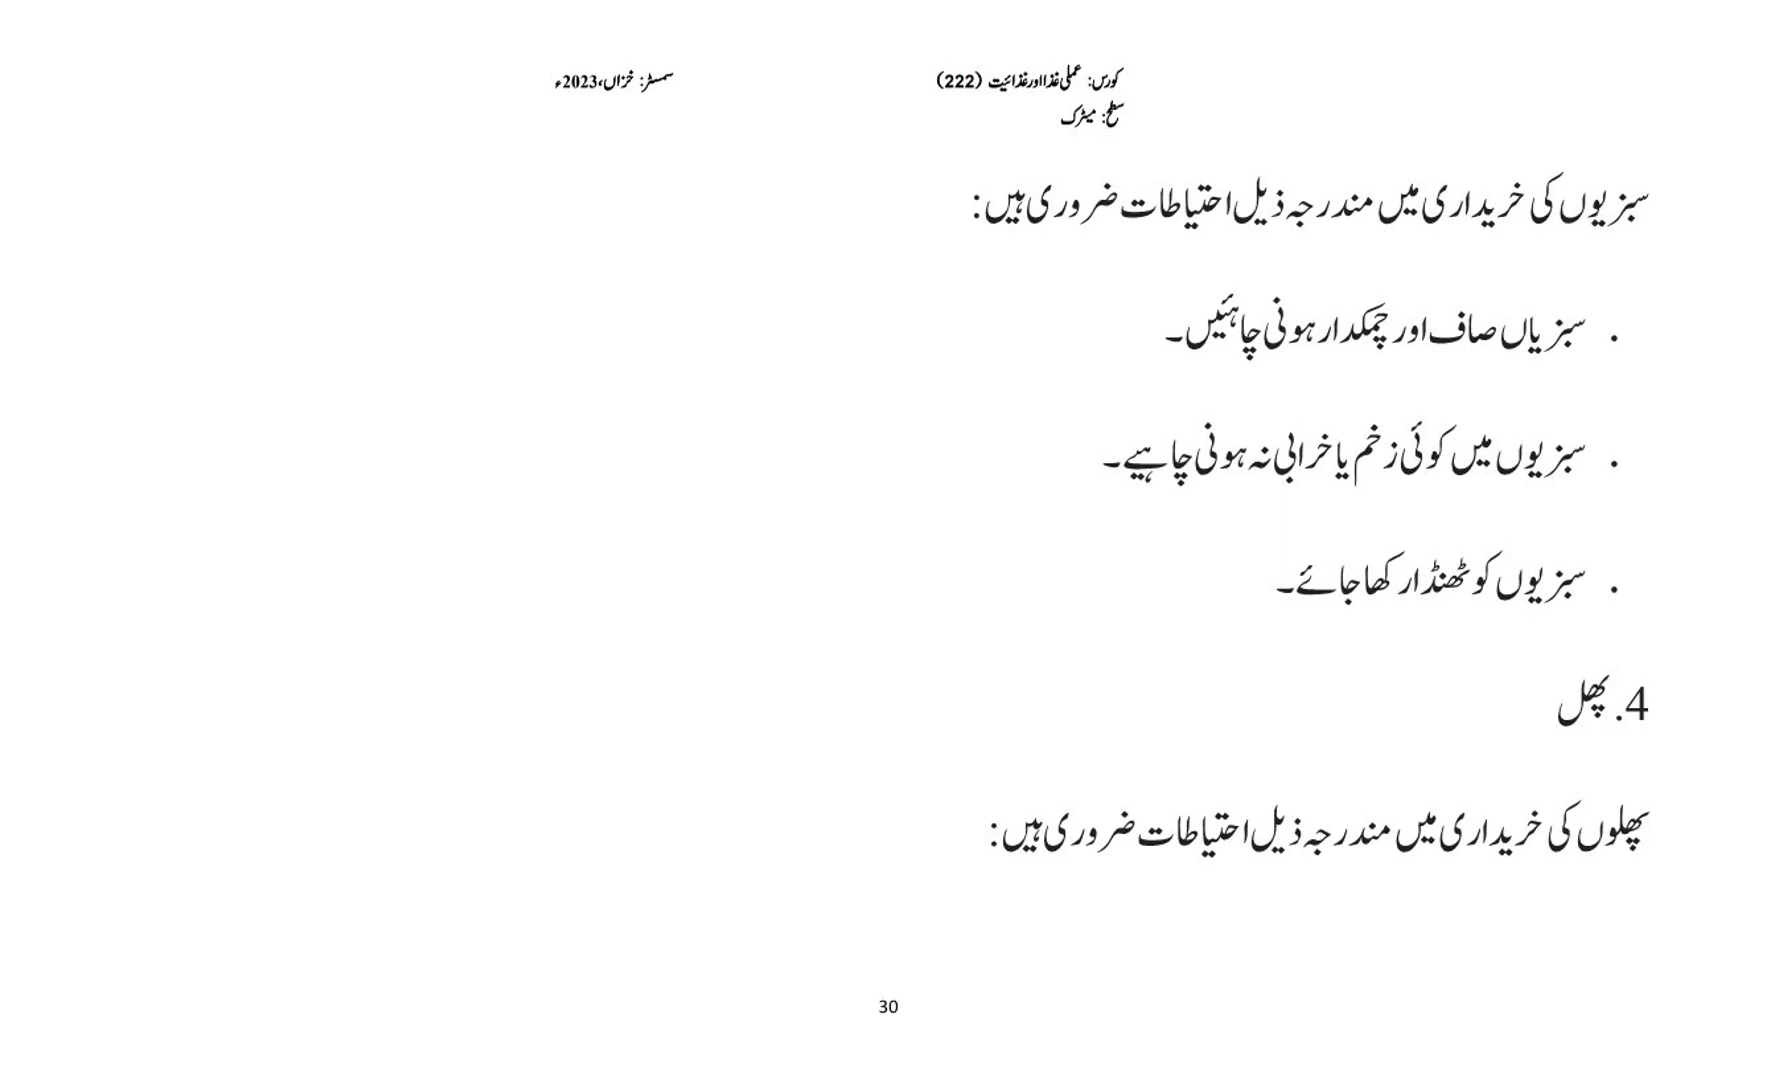 کورس: عملی غذا اور غذائیت (222) سمسٹر: خزاں،2023ء
سطح: میٹرک
سبزیوں کی خریداری میں مندرجہ ذیل احتیاطات ضروری ہیں:
. سبزیاں صاف اور چمکدار ہونی چاہئیں۔
. سبزیوں میں کوئی زخم یا خرابی نہ ہونی چاہیے۔
. سبزیوں کو ٹھنڈا رکھا جائے۔
4. پھل
پھلوں کی خریداری میں مندرجہ ذیل احتیاطات ضروری ہیں:
30